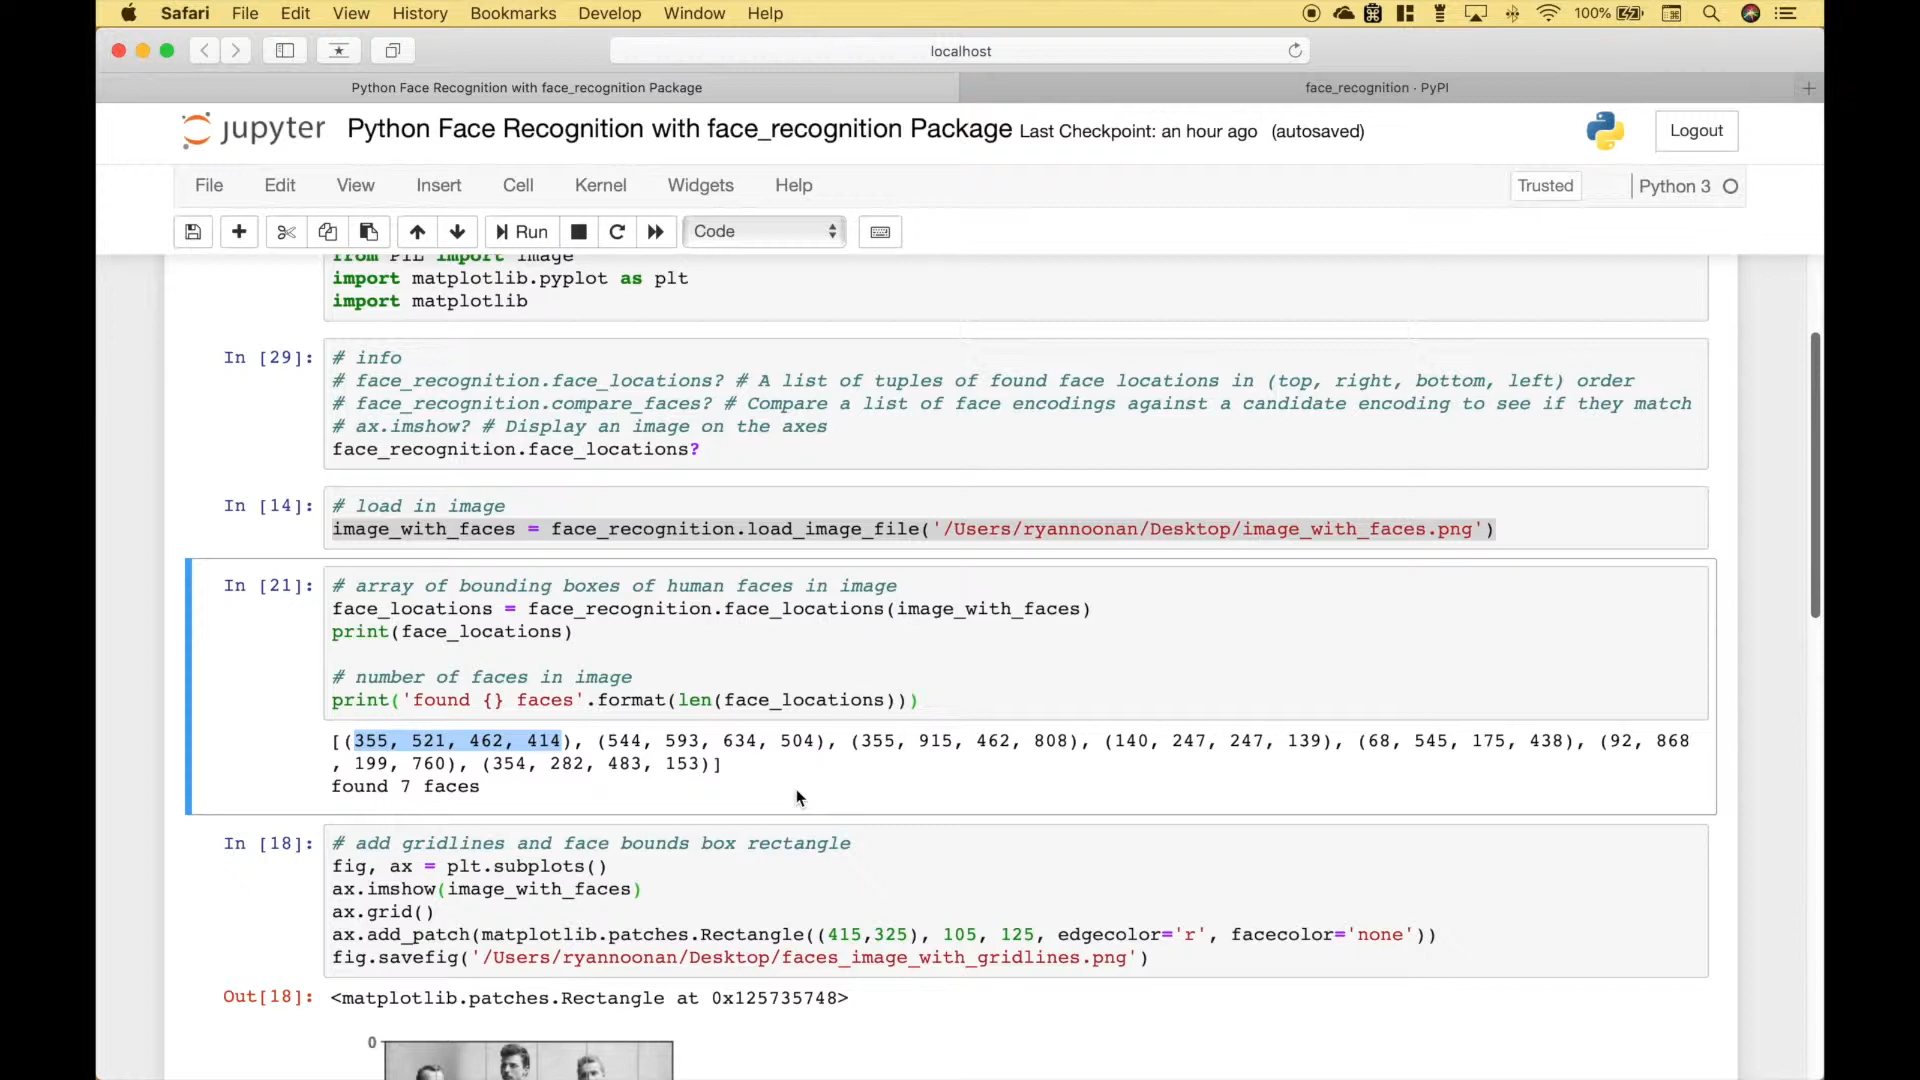 Safari File Edit View History Bookmarks Develop Window Help 100%
localhost
Python Face Recognition with face_recognition Package face_recognition · PyPI
jupyter Python Face Recognition with face_recognition Package Last Checkpoint: an hour ago (autosaved) Logout
File Edit View Insert Cell Kernel Widgets Help Trusted Python 3
Run Code
from PIL import Image
import matplotlib.pyplot as plt
import matplotlib
In [29]: # info
# face_recognition.face_locations? # A list of tuples of found face locations in (top, right, bottom, left) order
# face_recognition.compare_faces? # Compare a list of face encodings against a candidate encoding to see if they match
# ax.imshow? # Display an image on the axes
face_recognition.face_locations?
In [14]: # load in image
image_with_faces = face_recognition.load_image_file('/Users/ryannoonan/Desktop/image_with_faces.png')
In [21]: # array of bounding boxes of human faces in image
face_locations = face_recognition.face_locations(image_with_faces)
print(face_locations)
# number of faces in image
print('found {} faces'.format(len(face_locations)))
[(355, 521, 462, 414), (544, 593, 634, 504), (355, 915, 462, 808), (140, 247, 247, 139), (68, 545, 175, 438), (92, 868
, 199, 760), (354, 282, 483, 153)]
found 7 faces
In [18]: # add gridlines and face bounds box rectangle
fig, ax = plt.subplots()
ax.imshow(image_with_faces)
ax.grid()
ax.add_patch(matplotlib.patches.Rectangle((415,325), 105, 125, edgecolor='r', facecolor='none'))
fig.savefig('/Users/ryannoonan/Desktop/faces_image_with_gridlines.png')
Out[18]: <matplotlib.patches.Rectangle at 0x125735748>
0